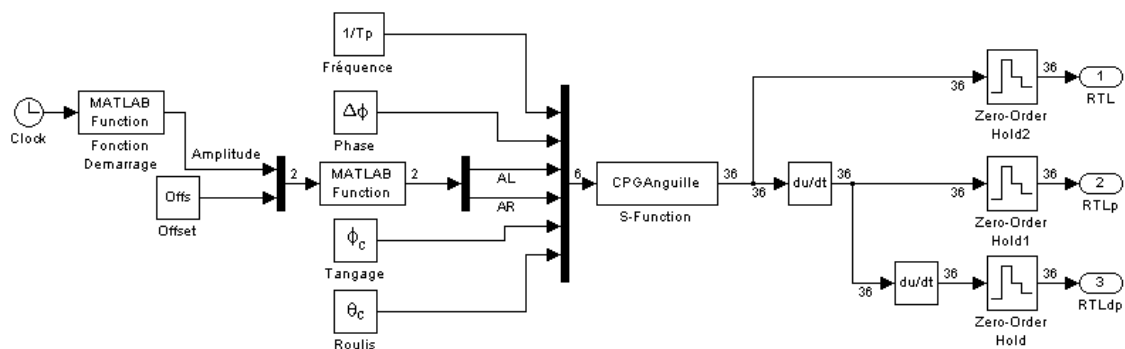 Clock
MATLAB
Function
Fonction
Demarrage
Amplitude
Offs
Offset
2
MATLAB
Function
2
1/Tp
Fréquence
Δϕ
Phase
AL
AR
ϕc
Tangage
θc
Roulis
6
CPGAnguille
S-Function
36
36
du/dt
36
36
du/dt
36
36
Zero-Order
Hold2
36
1
RTL
36
Zero-Order
Hold1
36
2
RTLp
Zero-Order
Hold
36
3
RTLdp